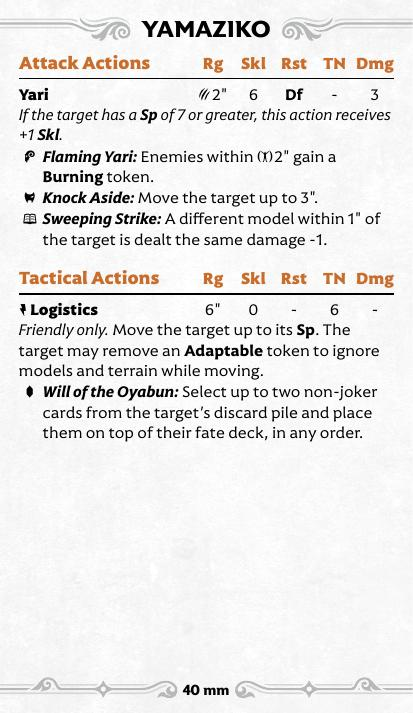 YAMAZIKO
Attack Actions Rg Skl Rst TN Dmg
Yari 2" 6 Df - 3
If the target has a Sp of 7 or greater, this action receives
+1 Skl.
Flaming Yari: Enemies within 2" gain a
Burning token.
Knock Aside: Move the target up to 3".
Sweeping Strike: A different model within 1" of
the target is dealt the same damage -1.
Tactical Actions Rg Skl Rst TN Dmg
Logistics 6" 0 - 6 -
Friendly only. Move the target up to its Sp. The
target may remove an Adaptable token to ignore
models and terrain while moving.
Will of the Oyabun: Select up to two non-joker
cards from the target's discard pile and place
them on top of their fate deck, in any order.
40 mm